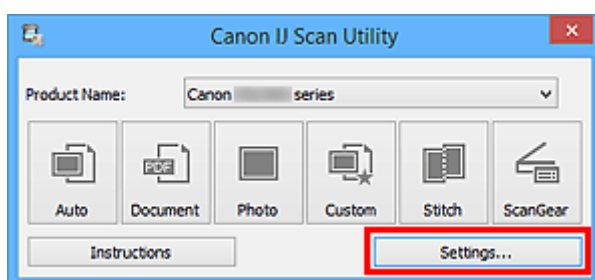 Canon IJ Scan Utility
Product Name: Canon series
PDF
Auto Document Photo Custom Stitch ScanGear
Instructions Settings...